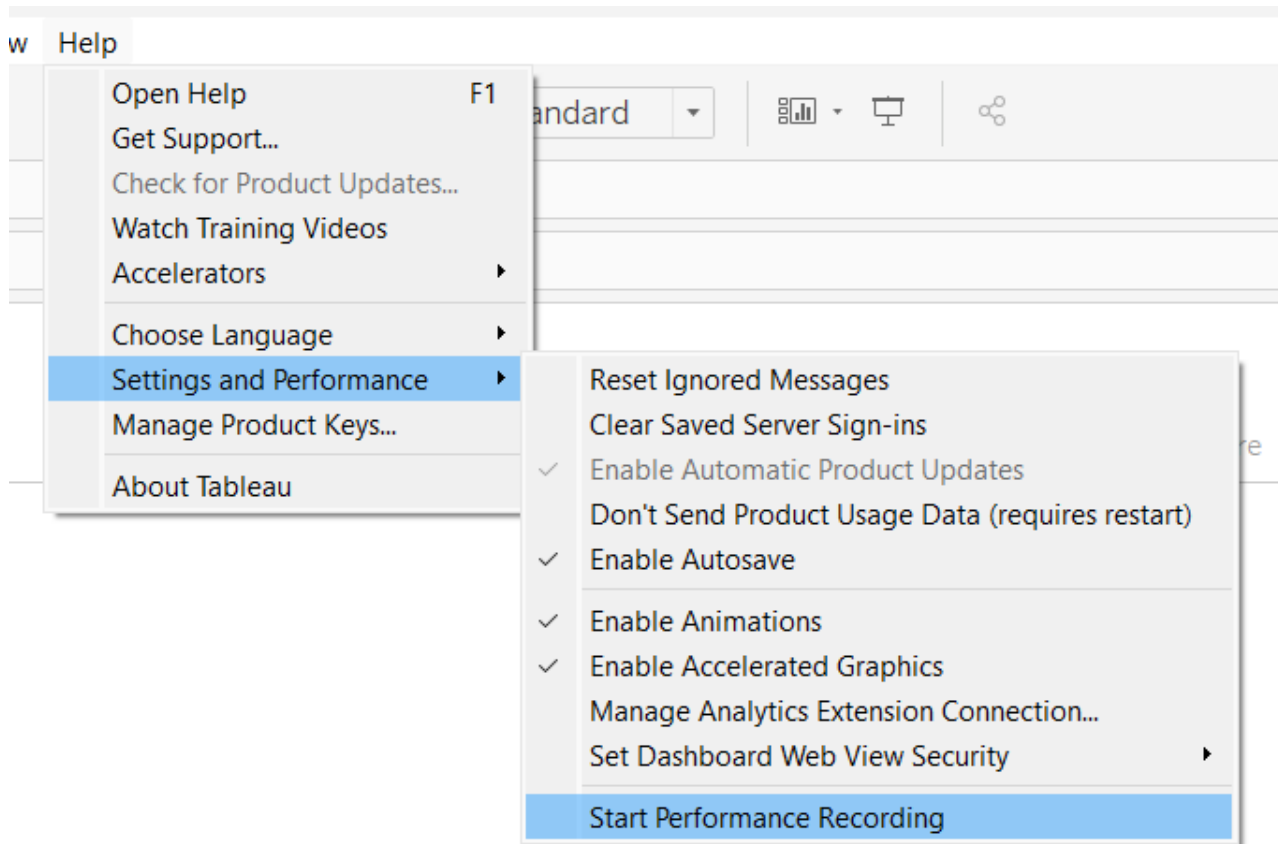 w Help
Open Help F1
Get Support...
Check for Product Updates...
Watch Training Videos
Accelerators
Choose Language
Settings and Performance
Manage Product Keys...
About Tableau
andard
Reset Ignored Messages
Clear Saved Server Sign-ins
Enable Automatic Product Updates
re
Don't Send Product Usage Data (requires restart)
Enable Autosave
Enable Animations
Enable Accelerated Graphics
Manage Analytics Extension Connection...
Set Dashboard Web View Security
Start Performance Recording